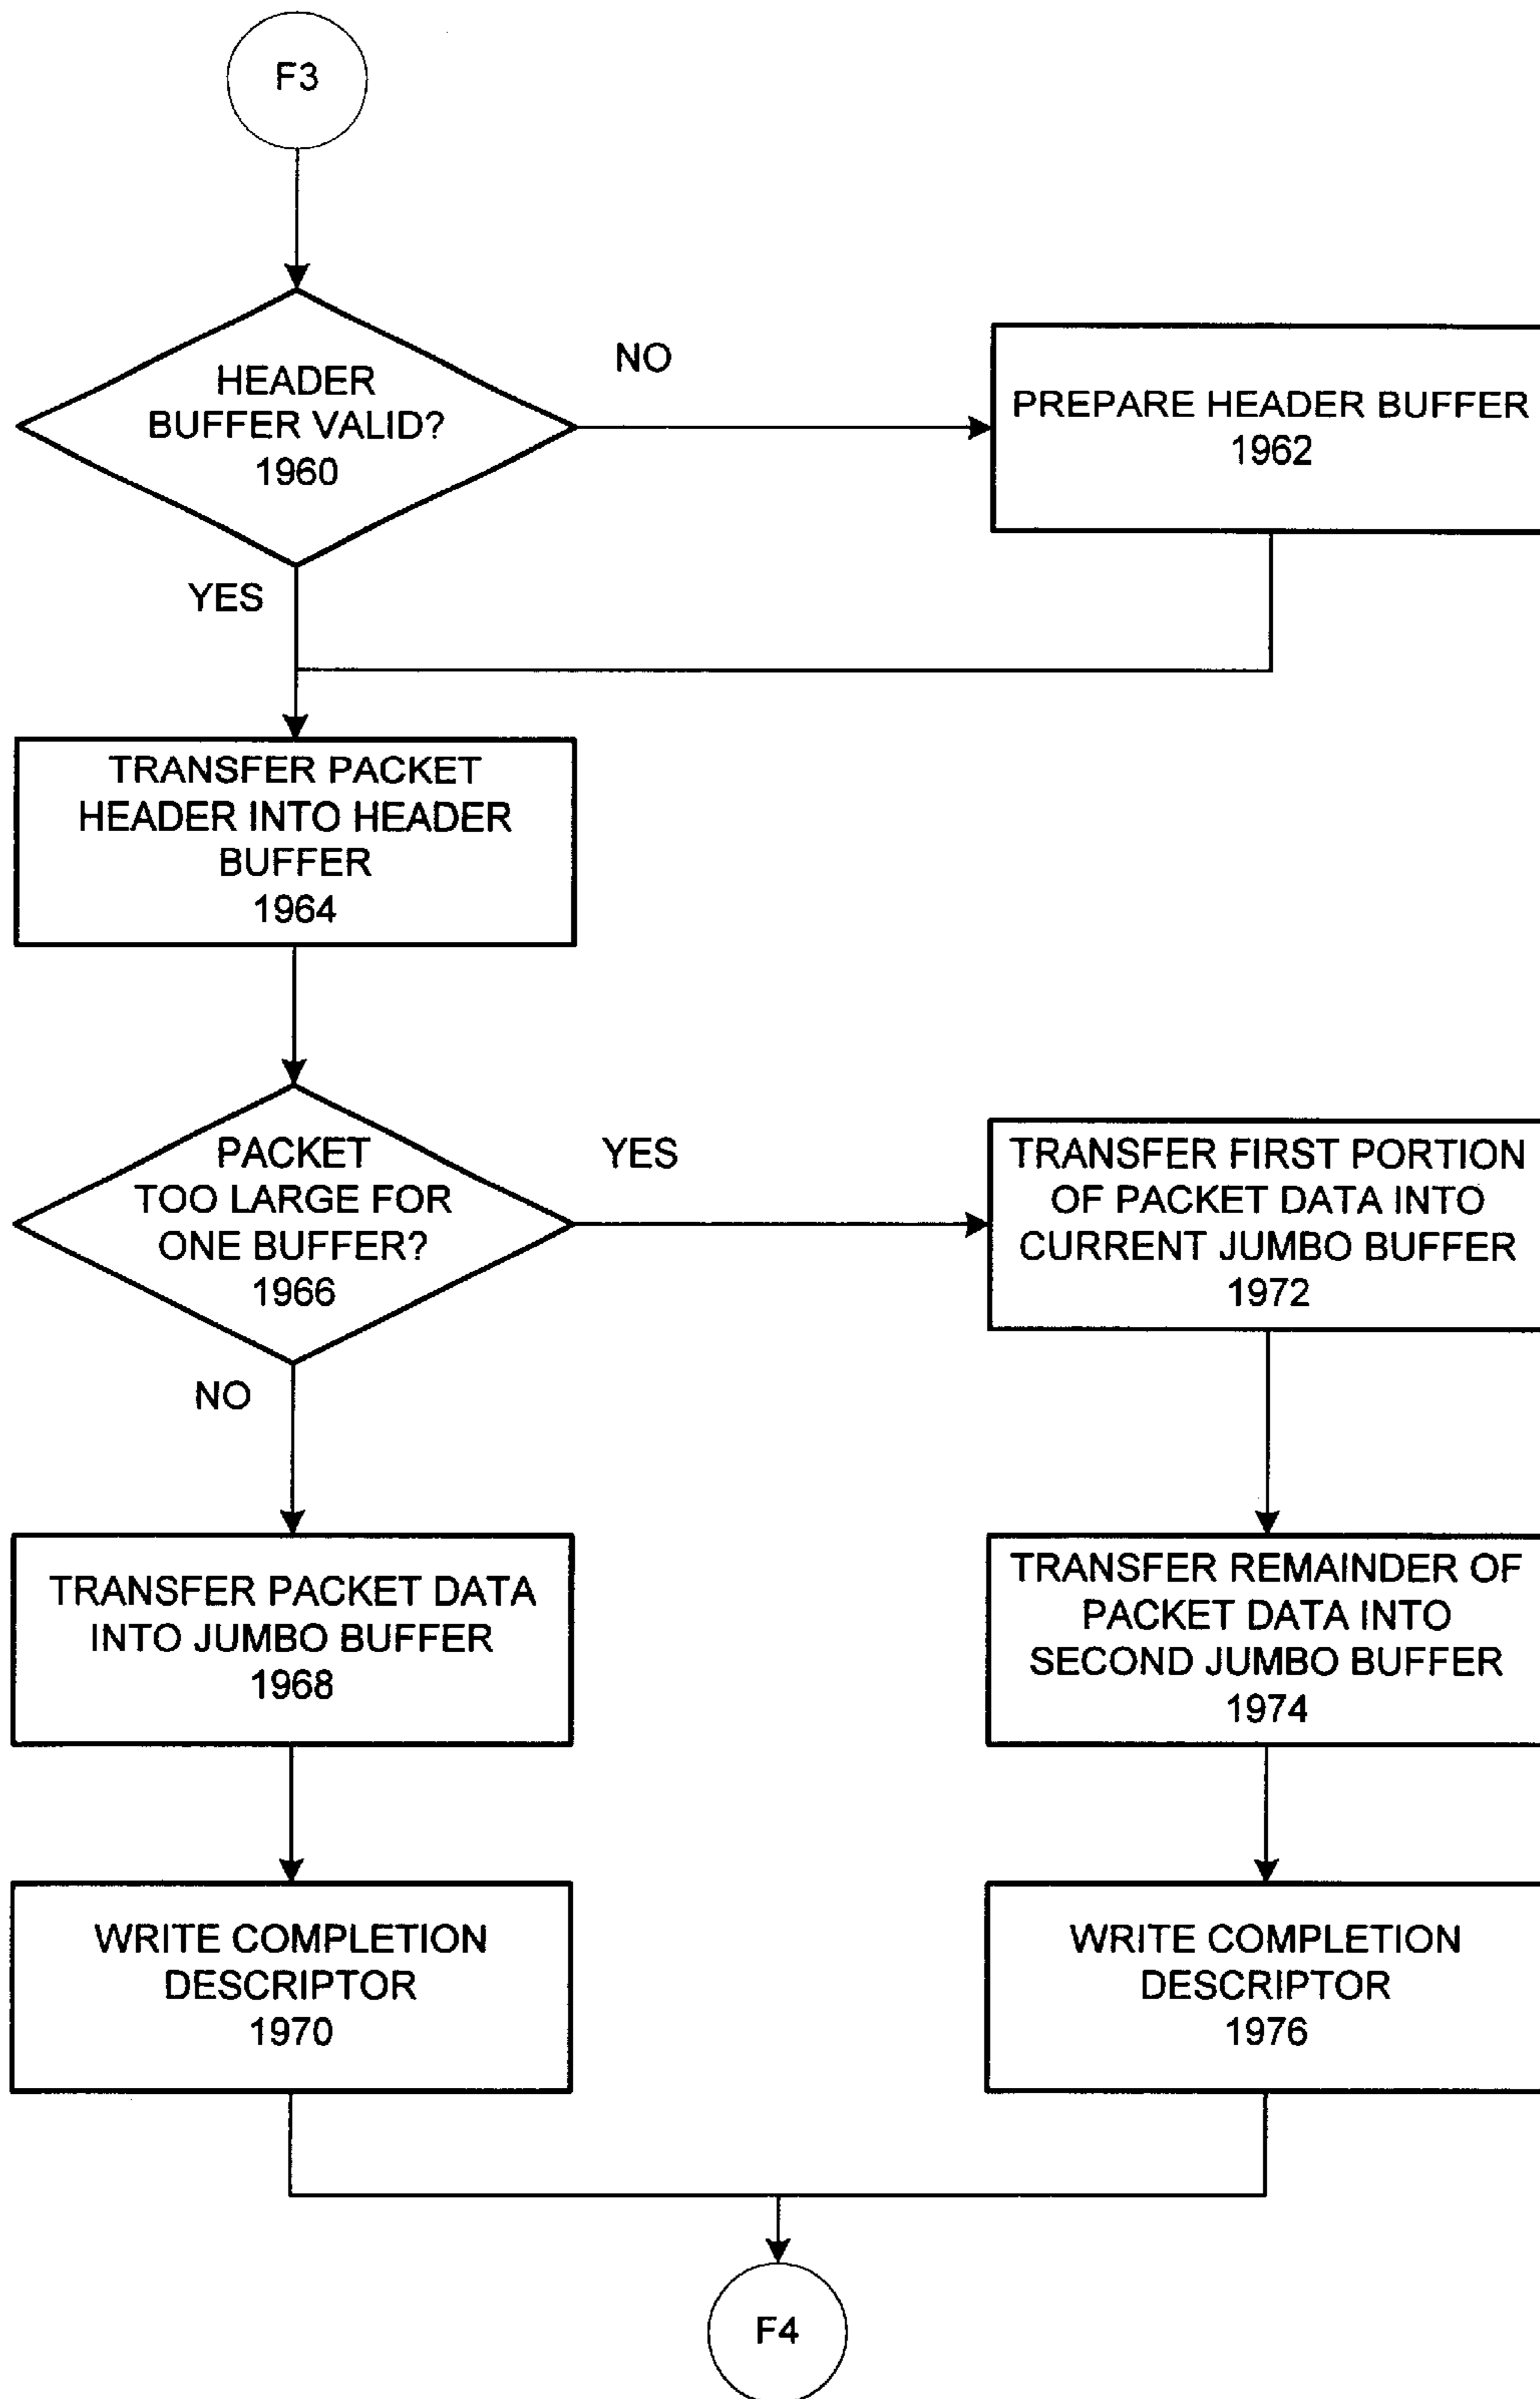 F3
HEADER
BUFFER VALID?
1960
NO
PREPARE HEADER BUFFER
1962
YES
TRANSFER PACKET
HEADER INTO HEADER
BUFFER
1964
PACKET
TOO LARGE FOR
ONE BUFFER?
1966
YES
TRANSFER FIRST PORTION
OF PACKET DATA INTO
CURRENT JUMBO BUFFER
1972
NO
TRANSFER PACKET DATA
INTO JUMBO BUFFER
1968
TRANSFER REMAINDER OF
PACKET DATA INTO
SECOND JUMBO BUFFER
1974
WRITE COMPLETION
DESCRIPTOR
1970
WRITE COMPLETION
DESCRIPTOR
1976
F4